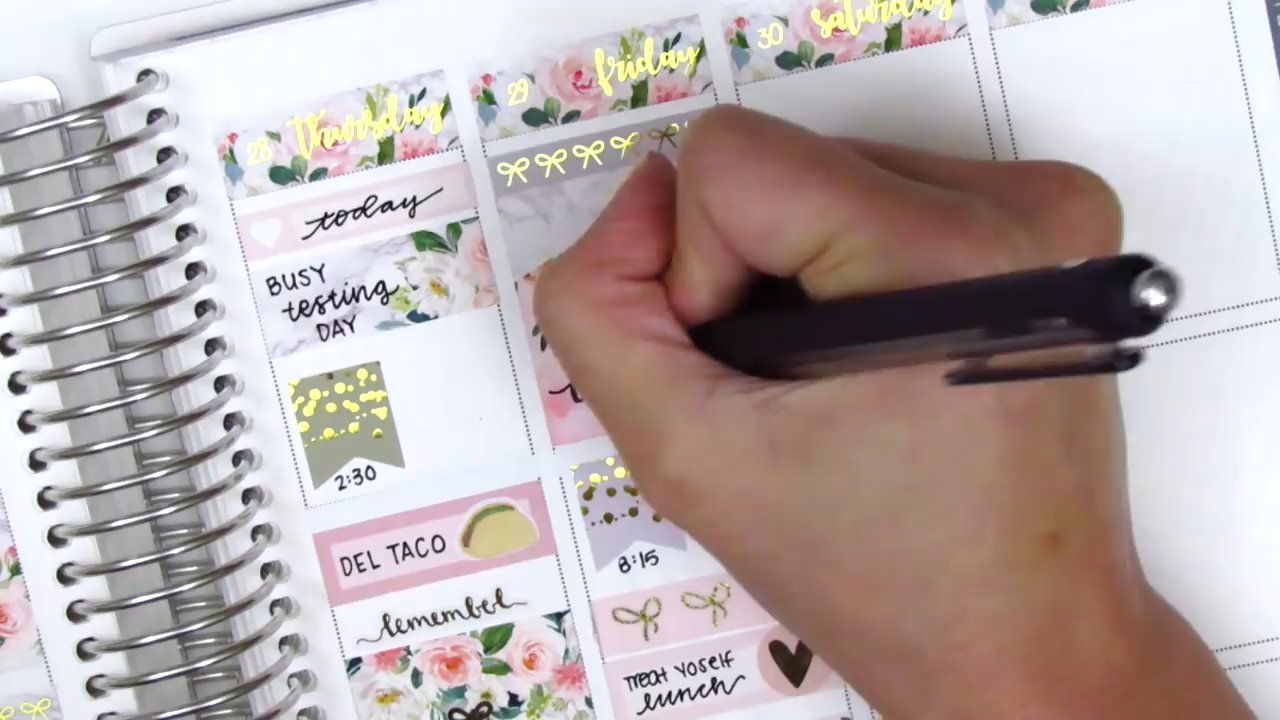 28 thursday
29 friday
30 saturday
today
BUSY
testing
DAY
2:30
DEL TACO
remember
8:15
TREAT YOSELF
lunch